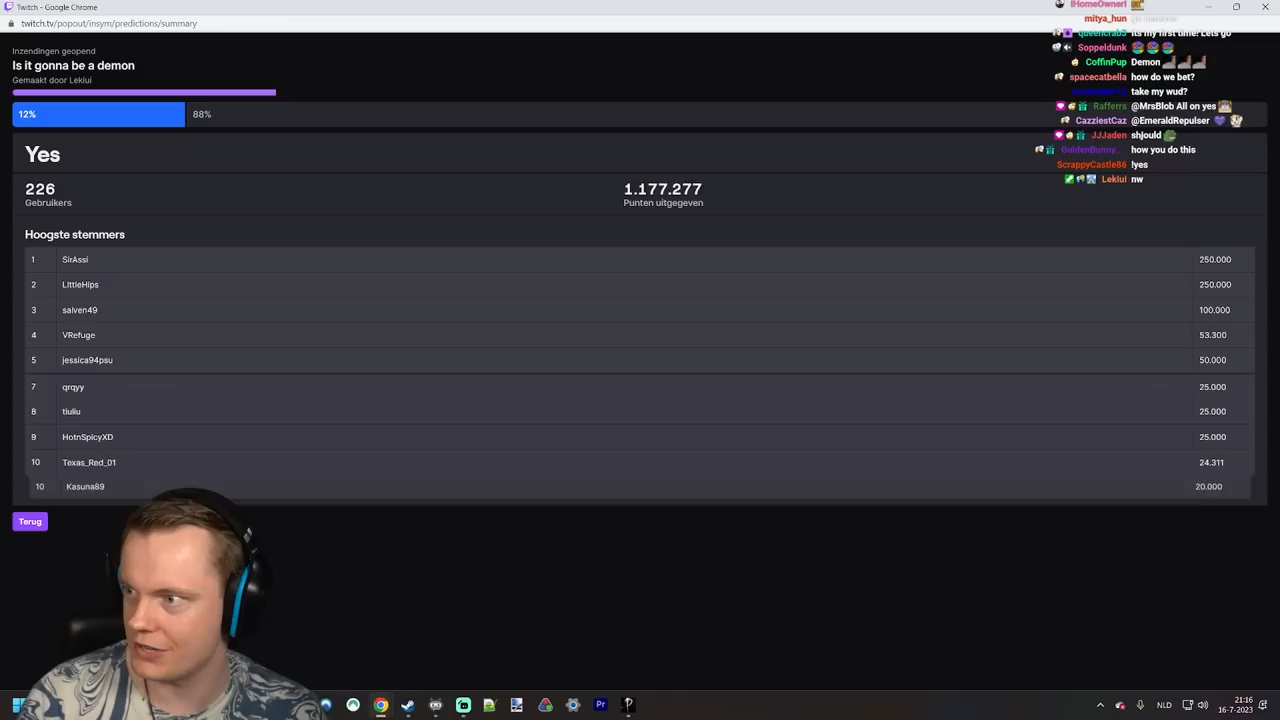 Twitch - Google Chrome
twitch.tv/popout/insym/predictions/summary
Inzendingen geopend
Is it gonna be a demon
Gemaakt door Lekiui
12%
88%
Yes
226
Gebruikers
1.177.277
Punten uitgegeven
Hoogste stemmers
1 SirAssi 250.000
2 LittleHips 250.000
3 salven49 100.000
4 VRefuge 53.300
5 jessica94psu 50.000
7 qrqyy 25.000
8 tiuliu 25.000
9 HotnSpicyXD 25.000
10 Texas_Red_01 24.311
10 Kasuna89 20.000
Terug
IHomeOwnerI
mitya_hun
queencrab5 its my first time! Lets go
Soppeldunk
CoffinPup Demon
spacecatbella how do we bet?
take my wud?
Rafferrs @MrsBlob All on yes
CazziestCaz @EmeraldRepulser
JJJaden shjould
GoldenBunny... how you do this
ScrappyCastle86 !yes
Lekiui nw
Pr
NLD
21:16
16-7-2023